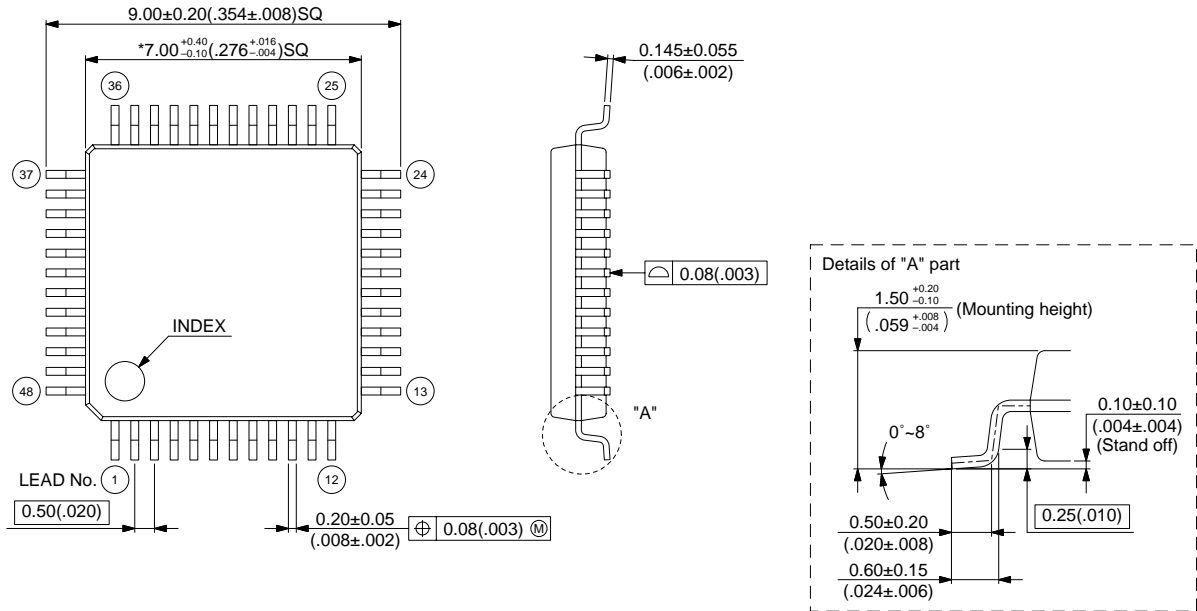 9.00±0.20(.354±.008)SQ
*7.00 +0.40 −0.10 (.276 +.016 −.004 )SQ
36
25
37
24
INDEX
48
13
LEAD No. 1
12
0.50(.020)
0.20±0.05
(.008±.002)
⌖ 0.08(.003) Ⓜ
0.145±0.055
(.006±.002)
⌓ 0.08(.003)
"A"
Details of "A" part
1.50 +0.20 −0.10
(.059 +.008 −.004 )
(Mounting height)
0˚~8˚
0.10±0.10
(.004±.004)
(Stand off)
0.25(.010)
0.50±0.20
(.020±.008)
0.60±0.15
(.024±.006)